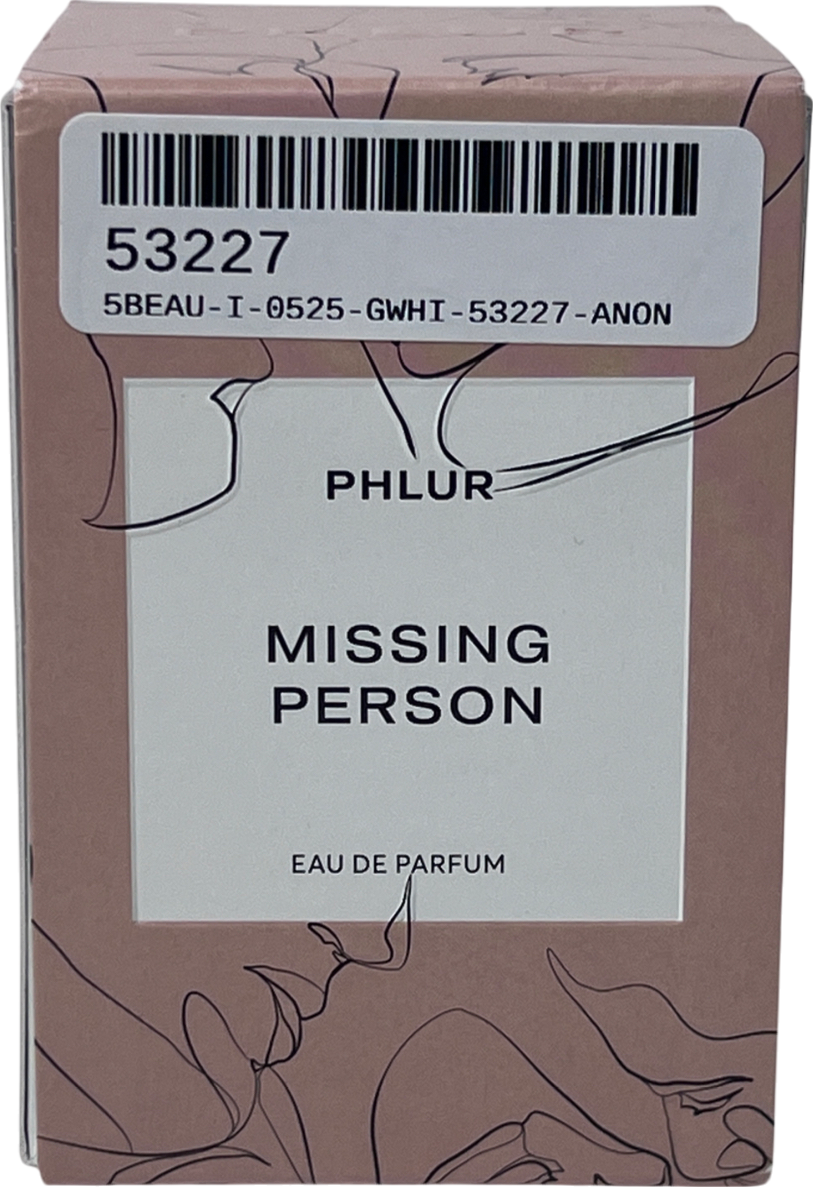 53227
5BEAU-I-0525-GWHI-53227-ANON
PHLUR
MISSING
PERSON
EAU DE PARFUM